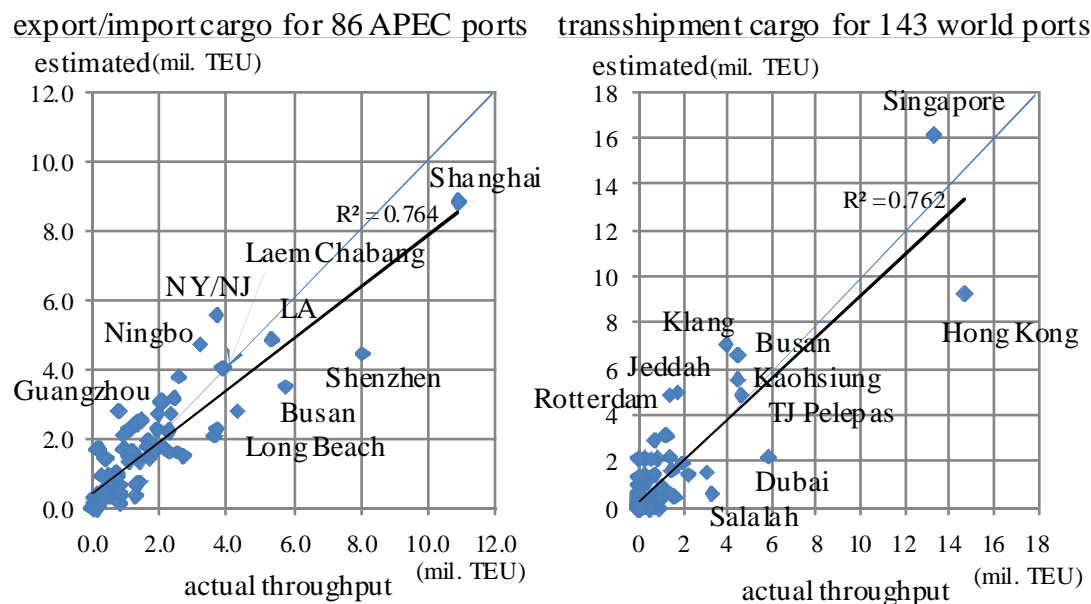 export/import cargo for 86 APEC ports
estimated (mil. TEU)
12.0
10.0
8.0
6.0
4.0
2.0
0.0
Shanghai
R² = 0.764
Laem Chabang
NY/NJ
LA
Ningbo
Shenzhen
Guangzhou
Busan
Long Beach
0.0 2.0 4.0 6.0 8.0 10.0 12.0
(mil. TEU)
actual throughput
transshipment cargo for 143 world ports
estimated (mil. TEU)
18
16
14
12
10
8
6
4
2
0
Singapore
R² = 0.762
Klang
Busan
Hong Kong
Jeddah
Kaohsiung
Rotterdam
TJ Pelepas
Dubai
Salalah
0 2 4 6 8 10 12 14 16 18
actual throughput (mil. TEU)